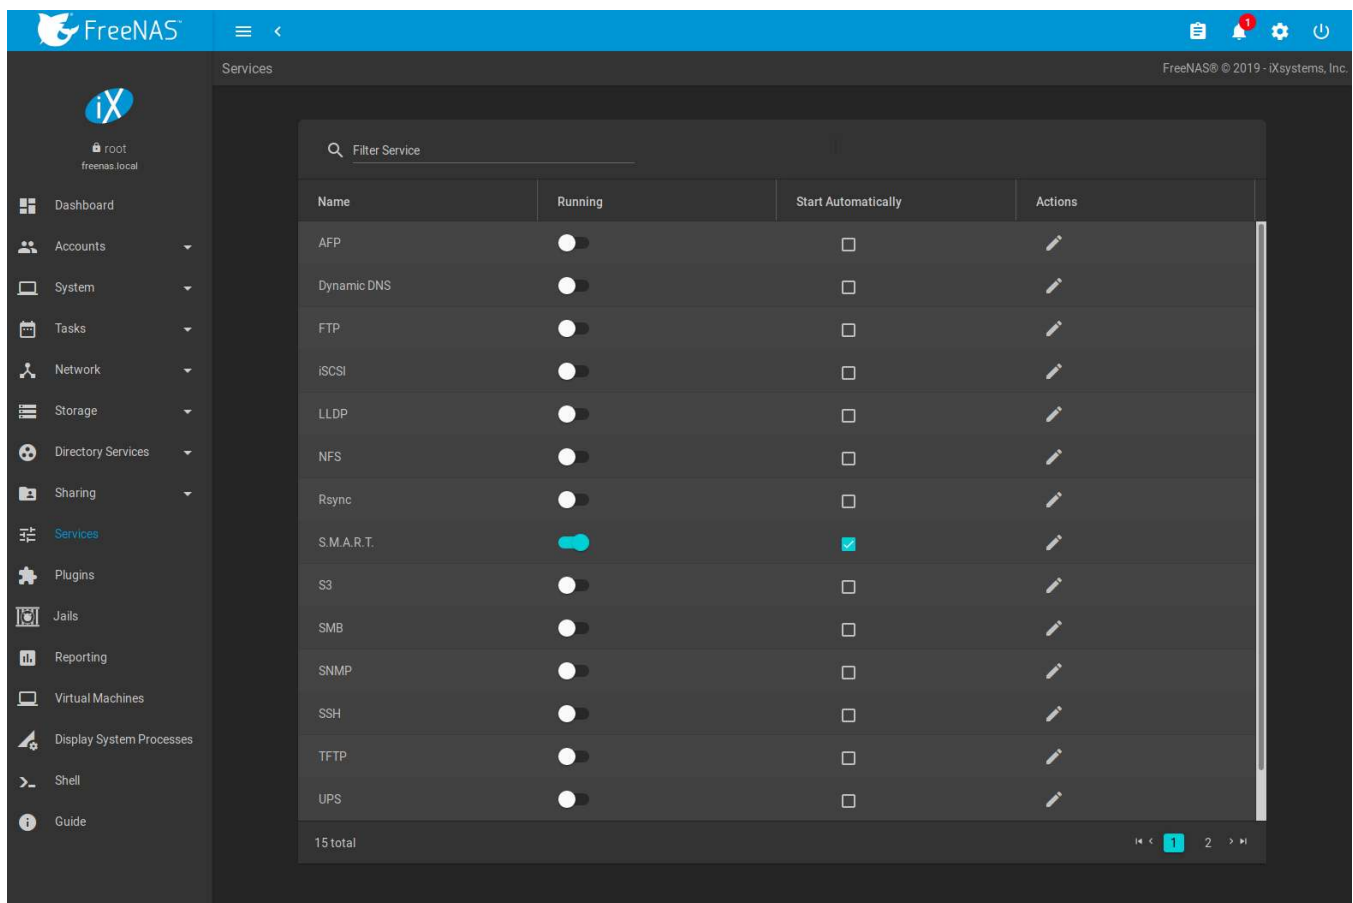 FreeNAS™
1
Services
FreeNAS® © 2019 - iXsystems, Inc.
iX
root
freenas.local
Dashboard
Accounts
System
Tasks
Network
Storage
Directory Services
Sharing
Services
Plugins
Jails
Reporting
Virtual Machines
Display System Processes
Shell
Guide
Filter Service
Name Running Start Automatically Actions
AFP
Dynamic DNS
FTP
iSCSI
LLDP
NFS
Rsync
S.M.A.R.T.
S3
SMB
SNMP
SSH
TFTP
UPS
15 total 1 2